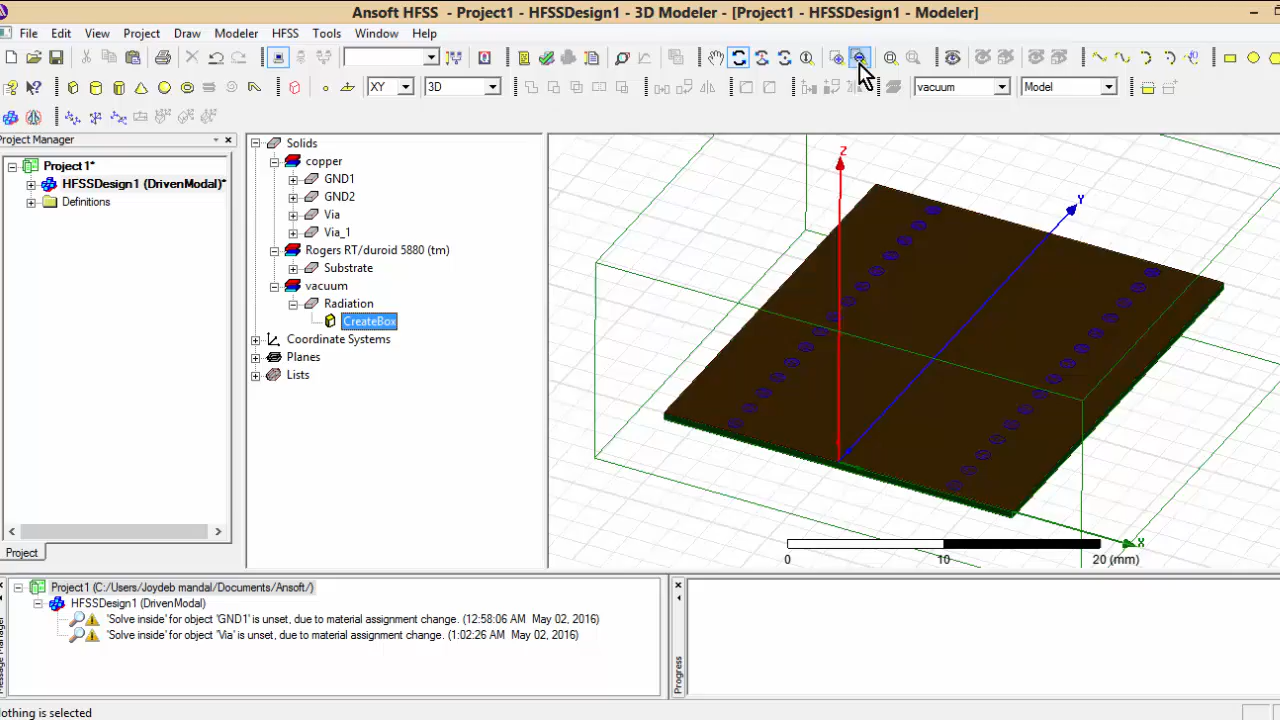 Ansoft HFSS - Project1 - HFSSDesign1 - 3D Modeler - [Project1 - HFSSDesign1 - Modeler]
File Edit View Project Draw Modeler HFSS Tools Window Help
XY 3D vacuum Model
Project Manager
Project1*
HFSSDesign1 (DrivenModal)*
Definitions
Project
Solids
copper
GND1
GND2
Via
Via_1
Rogers RT/duroid 5880 (tm)
Substrate
vacuum
Radiation
CreateBox
Coordinate Systems
Planes
Lists
Z
Y
X
0 10 20 (mm)
Project1 (C:/Users/Joydeb mandal/Documents/Ansoft/)
HFSSDesign1 (DrivenModal)
'Solve inside' for object 'GND1' is unset, due to material assignment change. (12:58:06 AM May 02, 2016)
'Solve inside' for object 'Via' is unset, due to material assignment change. (1:02:26 AM May 02, 2016)
Message Manager
Progress
othing is selected